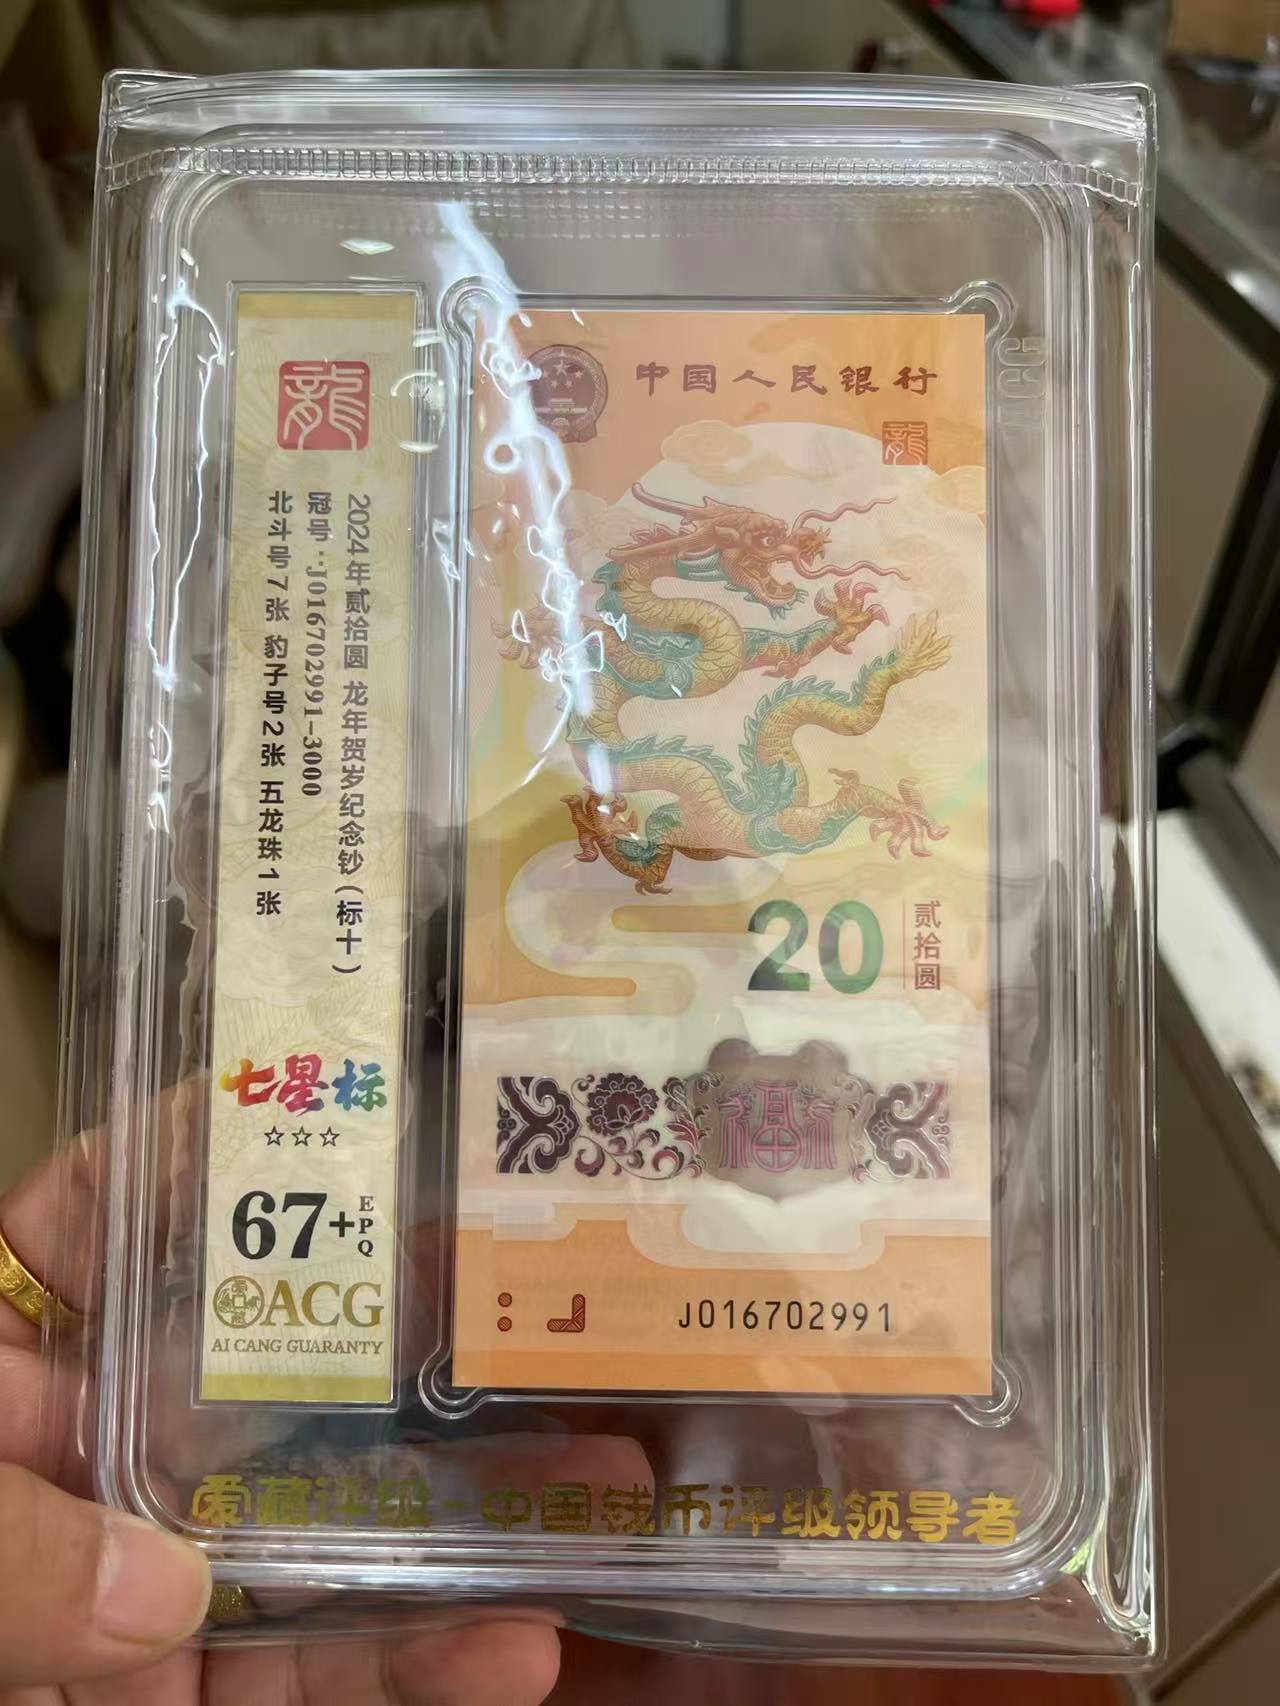 龍
2024年贰拾圆 龙年贺岁纪念钞(标十)
冠号:J016702991-3000
北斗号7张 豹子号2张 五龙珠1张
七星标
☆☆☆
67+EPQ
ACG
AI CANG GUARANTY
中国人民银行
龍
20
贰拾圆
福
J016702991
爱藏评级-中国钱币评级领导者